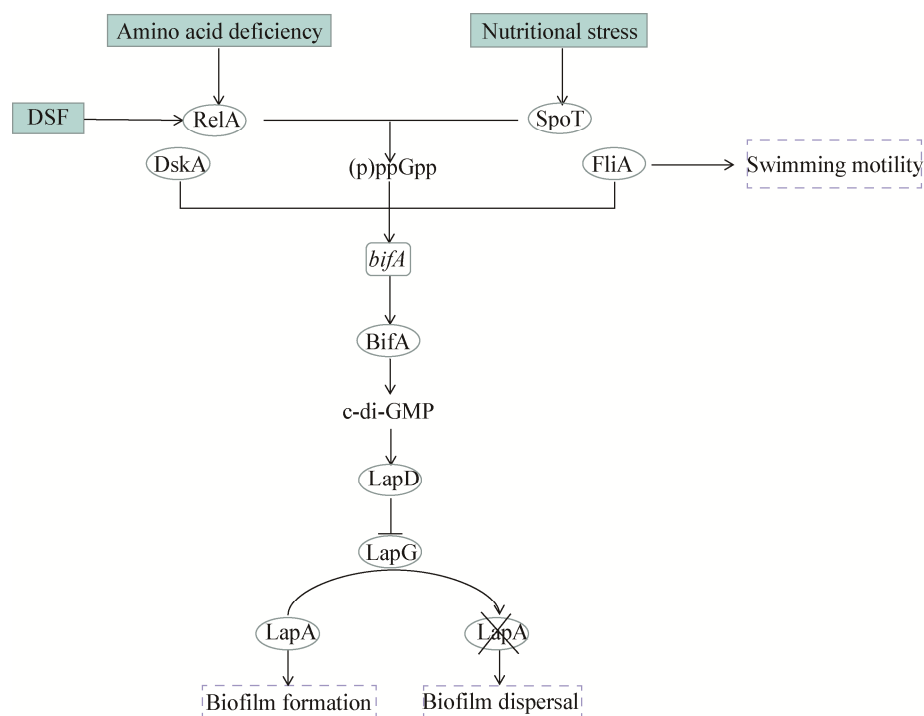 Amino acid deficiency
Nutritional stress
DSF
RelA
SpoT
DskA
(p)ppGpp
FliA
Swimming motility
bifA
BifA
c-di-GMP
LapD
LapG
LapA
LapA
Biofilm formation
Biofilm dispersal